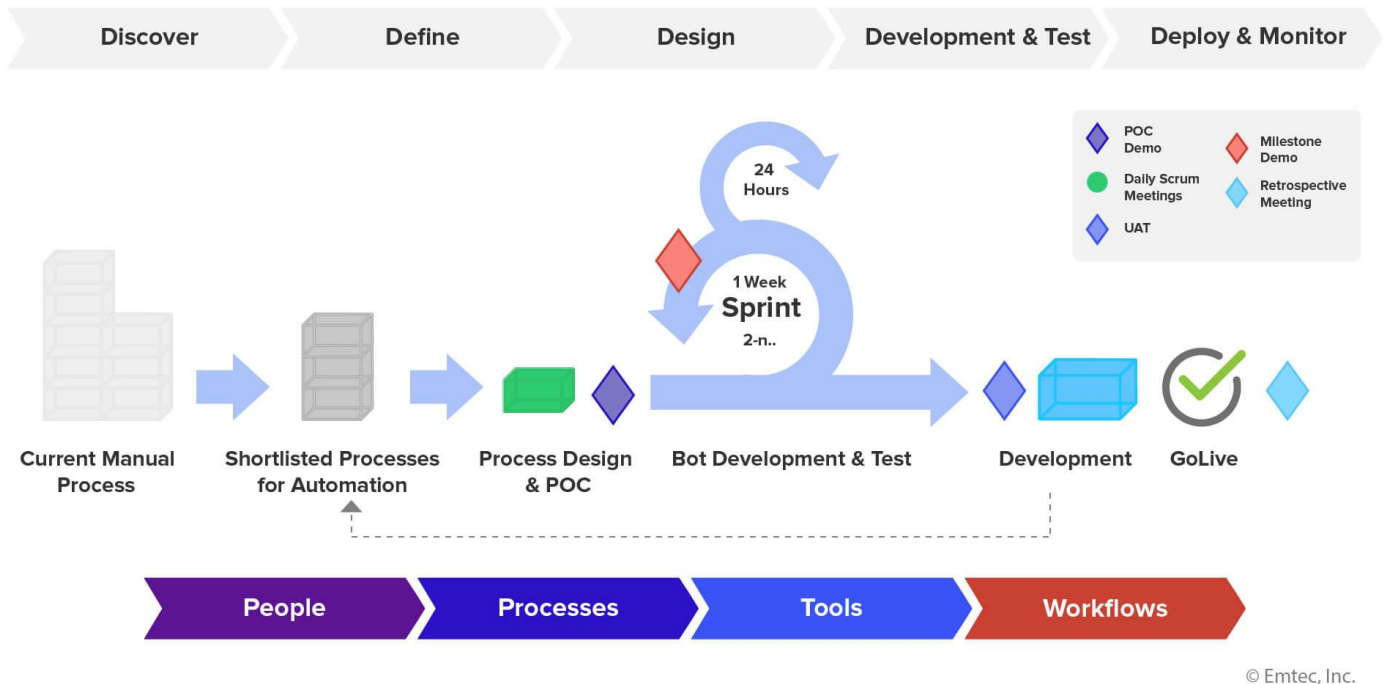 Discover
Define
Design
Development & Test
Deploy & Monitor
POC
Demo
Daily Scrum
Meetings
UAT
Milestone
Demo
Retrospective
Meeting
24
Hours
1 Week
Sprint
2-n..
Current Manual
Process
Shortlisted Processes
for Automation
Process Design
& POC
Bot Development & Test
Development
GoLive
People
Processes
Tools
Workflows
© Emtec, Inc.